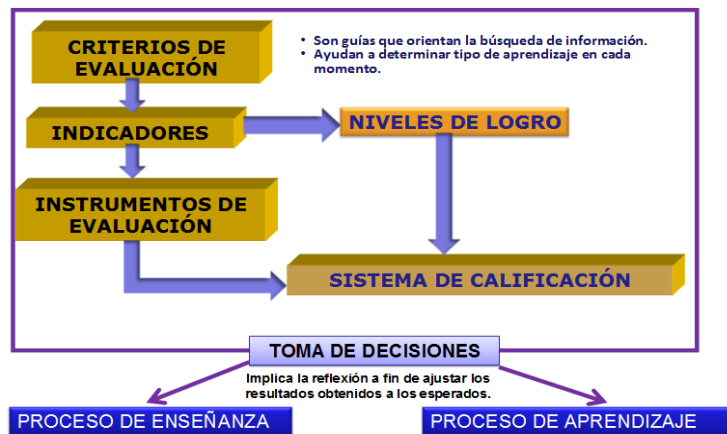 CRITERIOS DE
EVALUACIÓN
• Son guías que orientan la búsqueda de información.
• Ayudan a determinar tipo de aprendizaje en cada
momento.
INDICADORES
NIVELES DE LOGRO
INSTRUMENTOS DE
EVALUACIÓN
SISTEMA DE CALIFICACIÓN
TOMA DE DECISIONES
Implica la reflexión a fin de ajustar los
resultados obtenidos a los esperados.
PROCESO DE ENSEÑANZA
PROCESO DE APRENDIZAJE